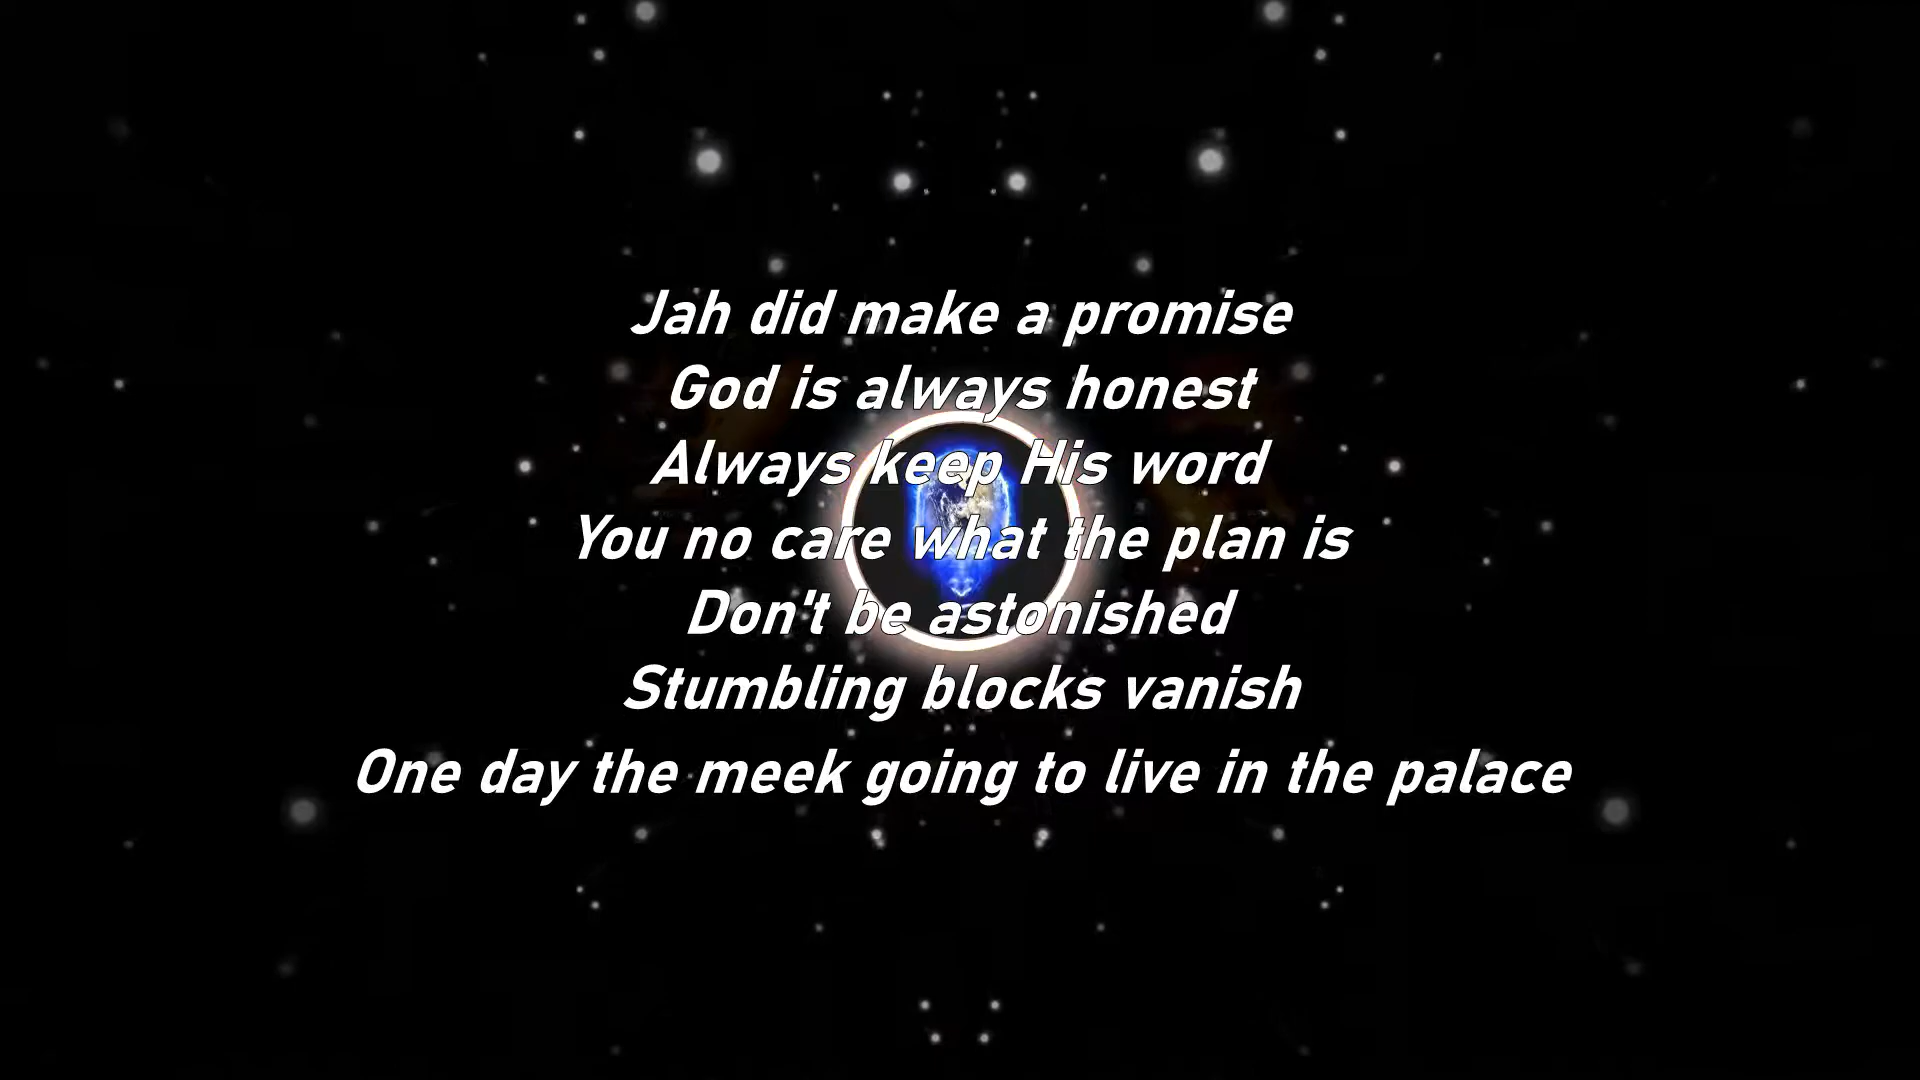 Jah did make a promise
God is always honest
Always keep His word
You no care what the plan is
Don't be astonished
Stumbling blocks vanish
One day the meek going to live in the palace